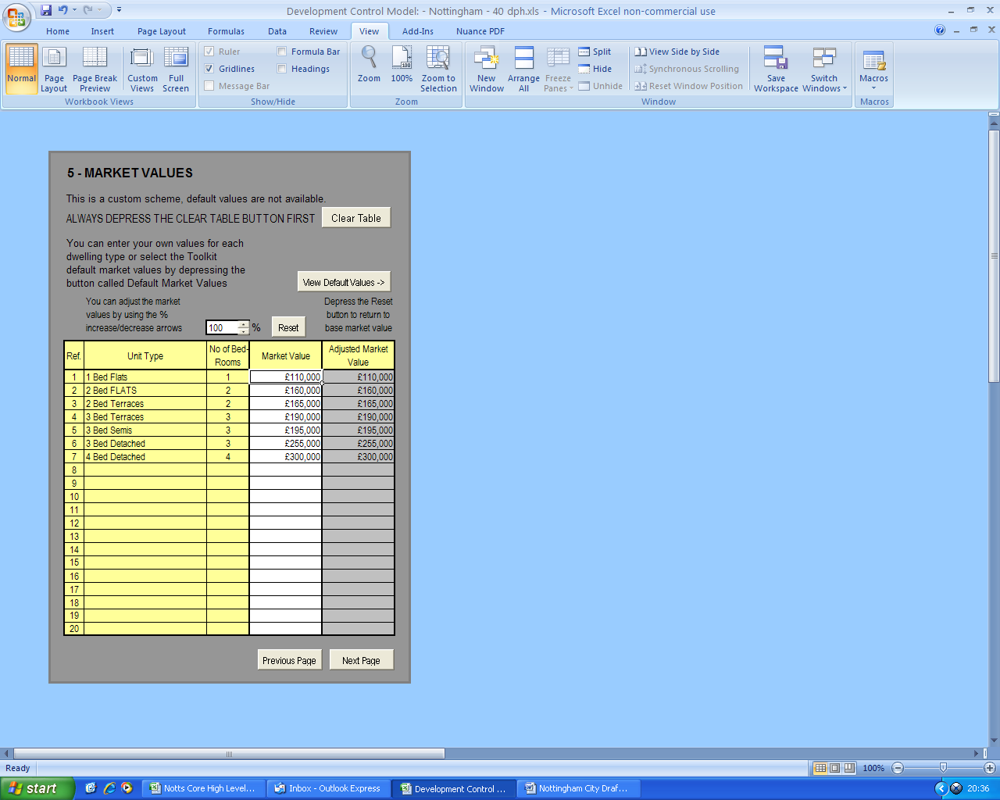 Development Control Model: - Nottingham - 40 dph.xls - Microsoft Excel non-commercial use
Home Insert Page Layout Formulas Data Review View Add-Ins Nuance PDF
Normal
Page Layout
Page Break Preview
Custom Views
Full Screen
Workbook Views
Ruler
Formula Bar
Gridlines
Headings
Message Bar
Show/Hide
Zoom
100
100%
Zoom to Selection
Zoom
New Window
Arrange All
Freeze Panes
Split
Hide
Unhide
View Side by Side
Synchronous Scrolling
Reset Window Position
Window
Save Workspace
Switch Windows
Macros
Macros
5 - MARKET VALUES
This is a custom scheme, default values are not available.
ALWAYS DEPRESS THE CLEAR TABLE BUTTON FIRST
Clear Table
You can enter your own values for each
dwelling type or select the Toolkit
default market values by depressing the
button called Default Market Values
View Default Values ->
You can adjust the market
values by using the %
increase/decrease arrows
100 %
Reset
Depress the Reset
button to return to
base market value
Ref. Unit Type No of Bed-Rooms Market Value Adjusted Market Value
1 1 Bed Flats 1 £110,000 £110,000
2 2 Bed FLATS 2 £160,000 £160,000
3 2 Bed Terraces 2 £165,000 £165,000
4 3 Bed Terraces 3 £190,000 £190,000
5 3 Bed Semis 3 £195,000 £195,000
6 3 Bed Detached 3 £255,000 £255,000
7 4 Bed Detached 4 £300,000 £300,000
8
9
10
11
12
13
14
15
16
17
18
19
20
Previous Page
Next Page
Ready
100%
start
Notts Core High Level...
Inbox - Outlook Express
Development Control ...
Nottingham City Draf...
20:36